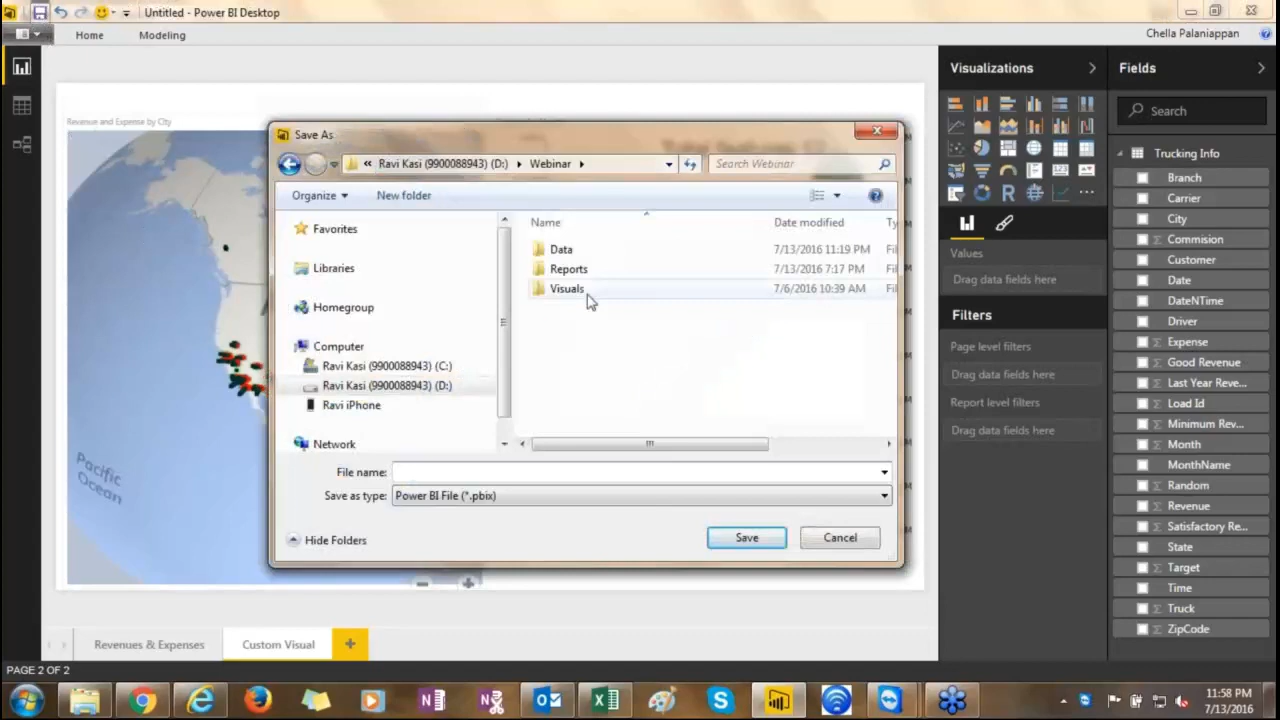 Untitled - Power BI Desktop
Home Modeling
Chella Palaniappan
Revenue and Expense by City
Pacific
Ocean
Save As
« Ravi Kasi (9900088943) (D:) Webinar
Search Webinar
Organize New folder
Favorites
Libraries
Homegroup
Computer
Ravi Kasi (9900088943) (C:)
Ravi Kasi (9900088943) (D:)
Ravi iPhone
Network
Name Date modified Ty
Data 7/13/2016 11:19 PM Fil
Reports 7/13/2016 7:17 PM Fil
Visuals 7/6/2016 10:39 AM Fil
File name:
Save as type: Power BI File (*.pbix)
Hide Folders
Save Cancel
Visualizations
R
Values
Drag data fields here
Filters
Page level filters
Drag data fields here
Report level filters
Drag data fields here
Fields
Search
Trucking Info
Branch
Carrier
City
Σ Commision
Customer
Date
DateNTime
Driver
Σ Expense
Σ Good Revenue
Σ Last Year Reve...
Σ Load Id
Σ Minimum Rev...
Σ Month
MonthName
Σ Random
Σ Revenue
Σ Satisfactory Re...
State
Σ Target
Time
Σ Truck
Σ ZipCode
Revenues & Expenses Custom Visual
PAGE 2 OF 2
11:58 PM
7/13/2016